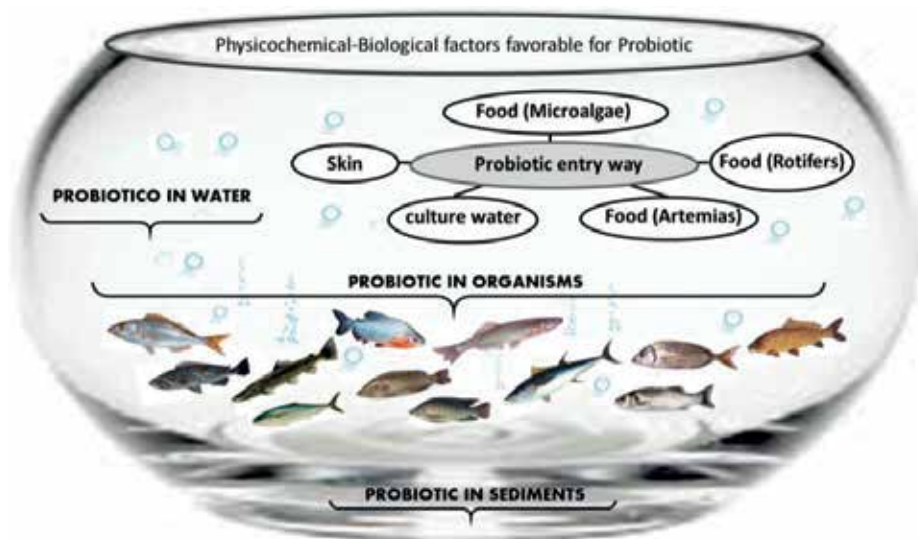 Physicochemical-Biological factors favorable for Probiotic
Food (Microalgae)
Skin
Probiotic entry way
Food (Rotifers)
PROBIOTICO IN WATER
culture water
Food (Artemias)
PROBIOTIC IN ORGANISMS
PROBIOTIC IN SEDIMENTS